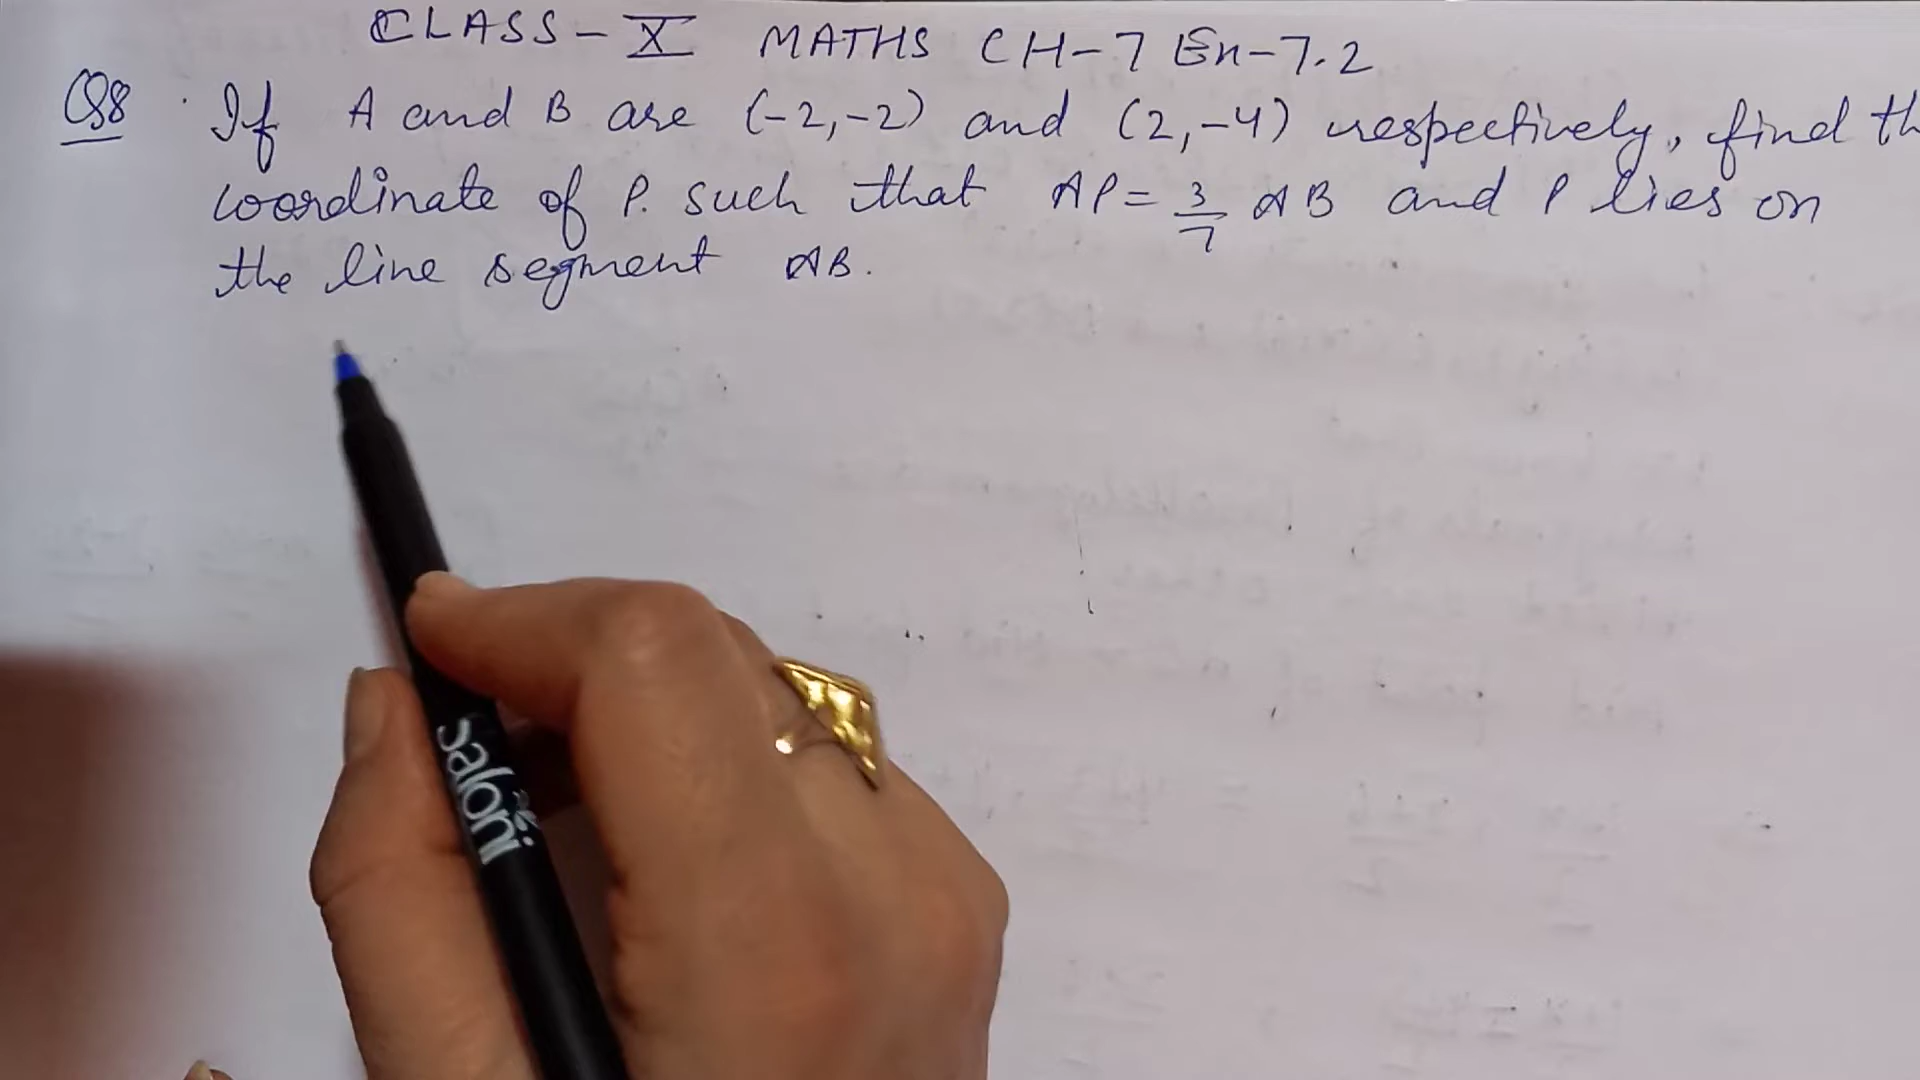 CLASS-X MATHS CH-7 Ex-7.2
Q8 If A and B are (-2,-2) and (2,-4) respectively, find th
coordinate of P. such that AP = 3/7 AB and P lies on
the line segment AB.
saloni